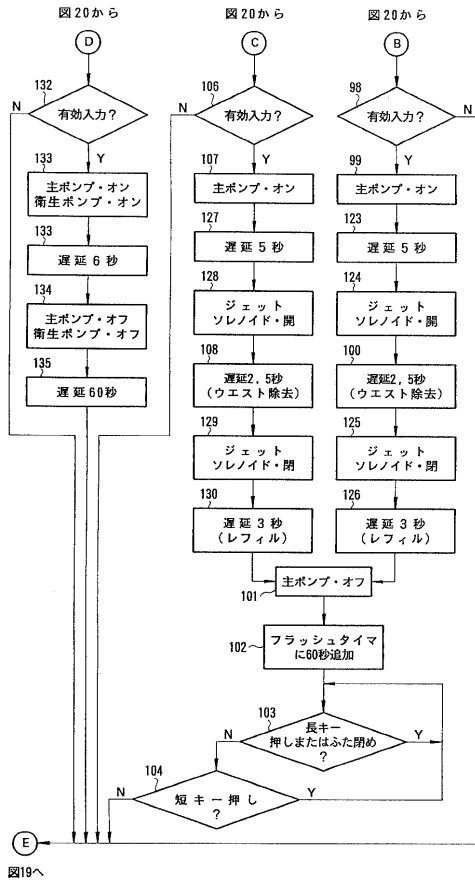 図20から
図20から
図20から
D
C
B
132
有効入力?
N
Y
106
有効入力?
N
Y
98
有効入力?
N
Y
133
主ポンプ・オン
衛生ポンプ・オン
133
遅延6秒
134
主ポンプ・オフ
衛生ポンプ・オフ
135
遅延60秒
107
主ポンプ・オン
127
遅延5秒
128
ジェット
ソレノイド・開
108
遅延2,5秒
(ウエスト除去)
129
ジェット
ソレノイド・閉
130
遅延3秒
(レフィル)
99
主ポンプ・オン
123
遅延5秒
124
ジェット
ソレノイド・開
100
遅延2,5秒
(ウエスト除去)
125
ジェット
ソレノイド・閉
126
遅延3秒
(レフィル)
101
主ポンプ・オフ
102
フラッシュタイマ
に60秒追加
103
長キー
押しまたはふた閉め
?
N
Y
104
短キー押し
?
N
Y
E
図19へ